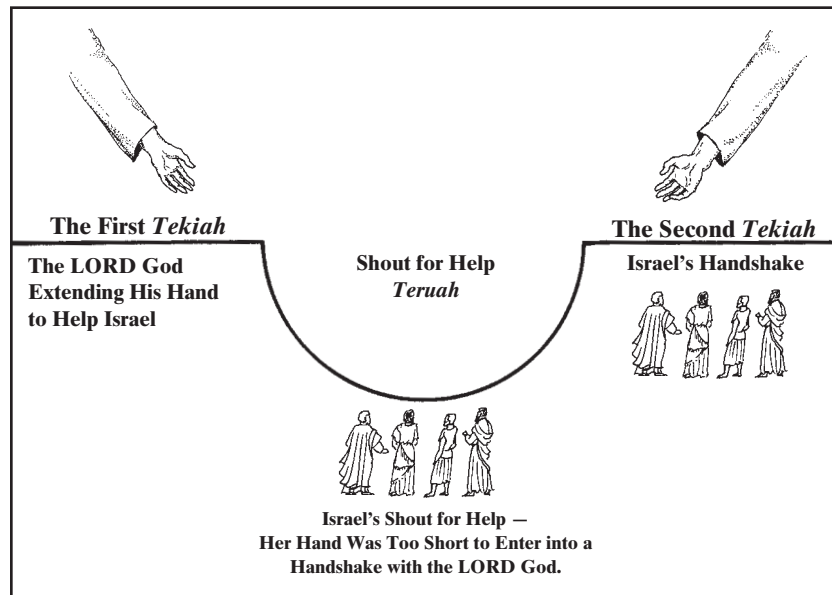 The First Tekiah
The LORD God
Extending His Hand
to Help Israel
Shout for Help
Teruah
The Second Tekiah
Israel's Handshake
Israel's Shout for Help —
Her Hand Was Too Short to Enter into a
Handshake with the LORD God.